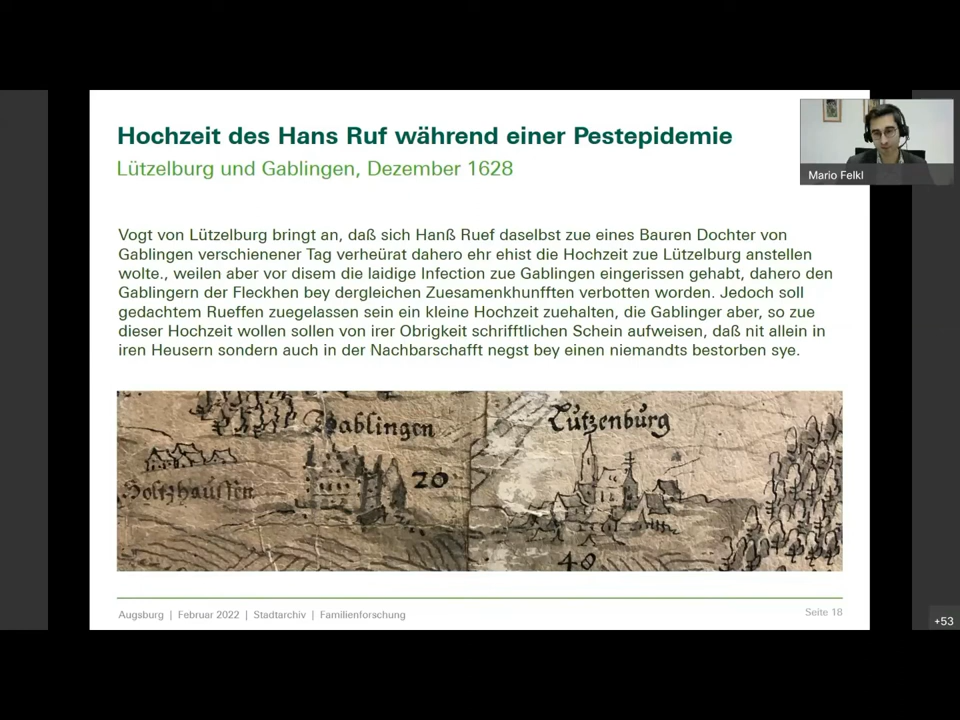 Hochzeit des Hans Ruf während einer Pestepidemie
Lützelburg und Gablingen, Dezember 1628
Mario Felkl
Vogt von Lützelburg bringt an, daß sich Hanß Ruef daselbst zue eines Bauren Dochter von
Gablingen verschienener Tag verheürat dahero ehr ehist die Hochzeit zue Lützelburg anstellen
wolte., weilen aber vor disem die laidige Infection zue Gablingen eingerissen gehabt, dahero den
Gablingern der Fleckhen bey dergleichen Zuesamenkhunfften verbotten worden. Jedoch soll
gedachtem Rueffen zuegelassen sein ein kleine Hochzeit zuehalten, die Gablinger aber, so zue
dieser Hochzeit wollen sollen von irer Obrigkeit schrifftlichen Schein aufweisen, daß nit allein in
iren Heusern sondern auch in der Nachbarschafft negst bey einen niemandts bestorben sye.
Gablingen
Lützenburg
Holtzhaussen
20
40
Augsburg | Februar 2022 | Stadtarchiv | Familienforschung
Seite 18
+53